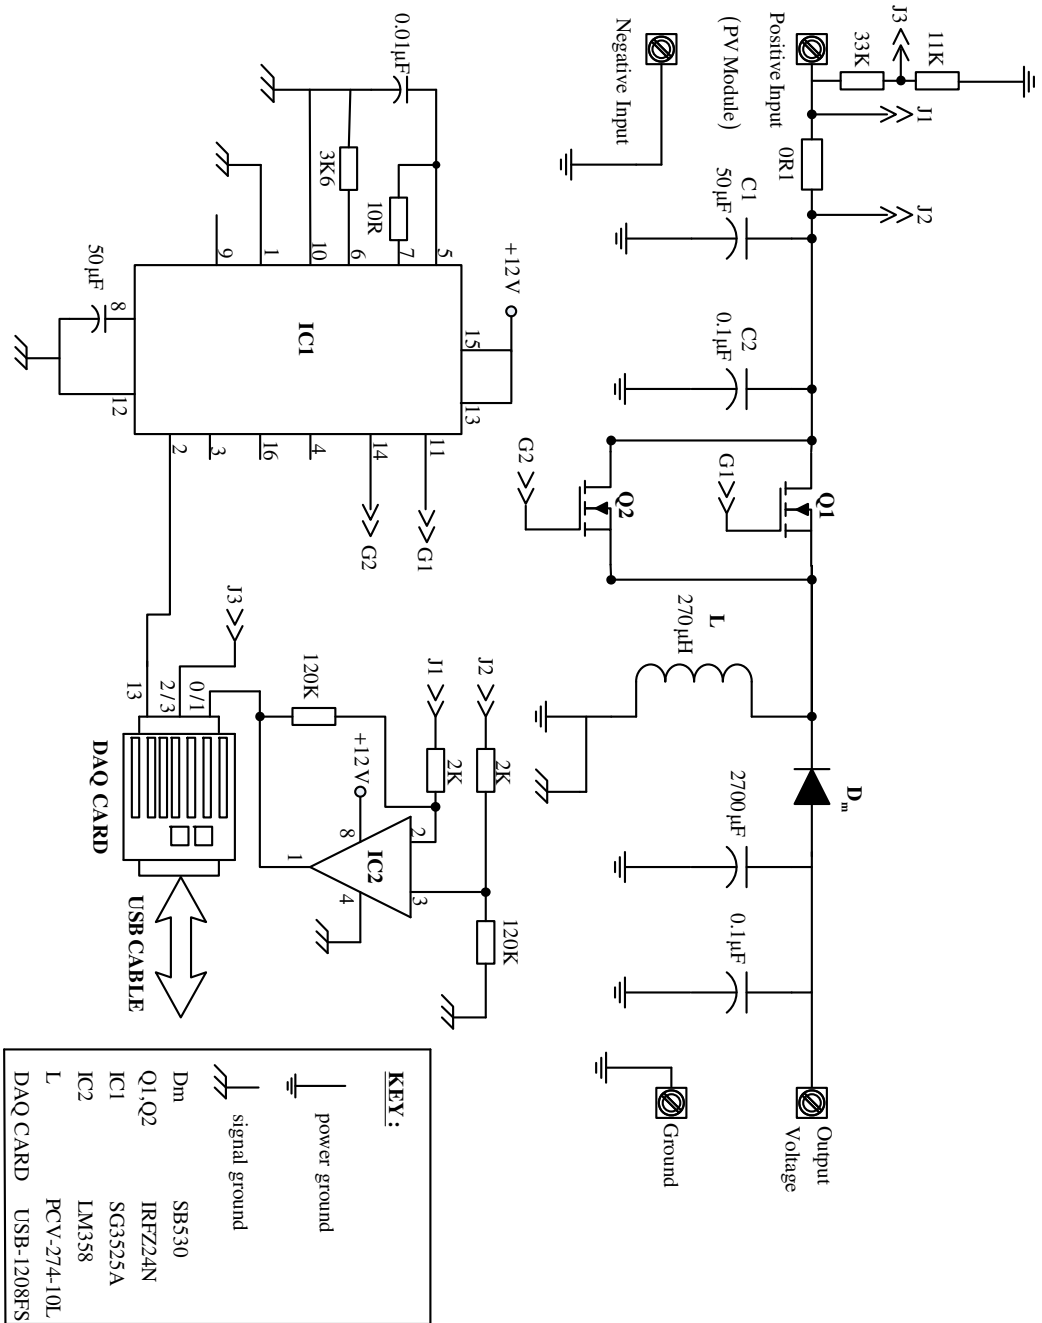 J3
11K
33K
Positive Input
(PV Module)
Negative Input
J1
0R1
J2
C1
50µF
C2
0.1µF
G1
Q1
G2
Q2
L
270µH
Dm
2700µF
0.1µF
Output
Voltage
Ground
0.01µF
3K6
10R
+12V
5
7
6
10
1
9
15
13
IC1
50µF
8
12
11
14
4
16
3
2
G1
G2
J3
120K
J1
J2
2K
2K
+12V
8
2
IC2
3
1
4
120K
0/1
2/3
13
DAQ CARD
USB CABLE
KEY:
power ground
signal ground
Dm SB530
Q1,Q2 IRFZ24N
IC1 SG3525A
IC2 LM358
L PCV-274-10L
DAQ CARD USB-1208FS